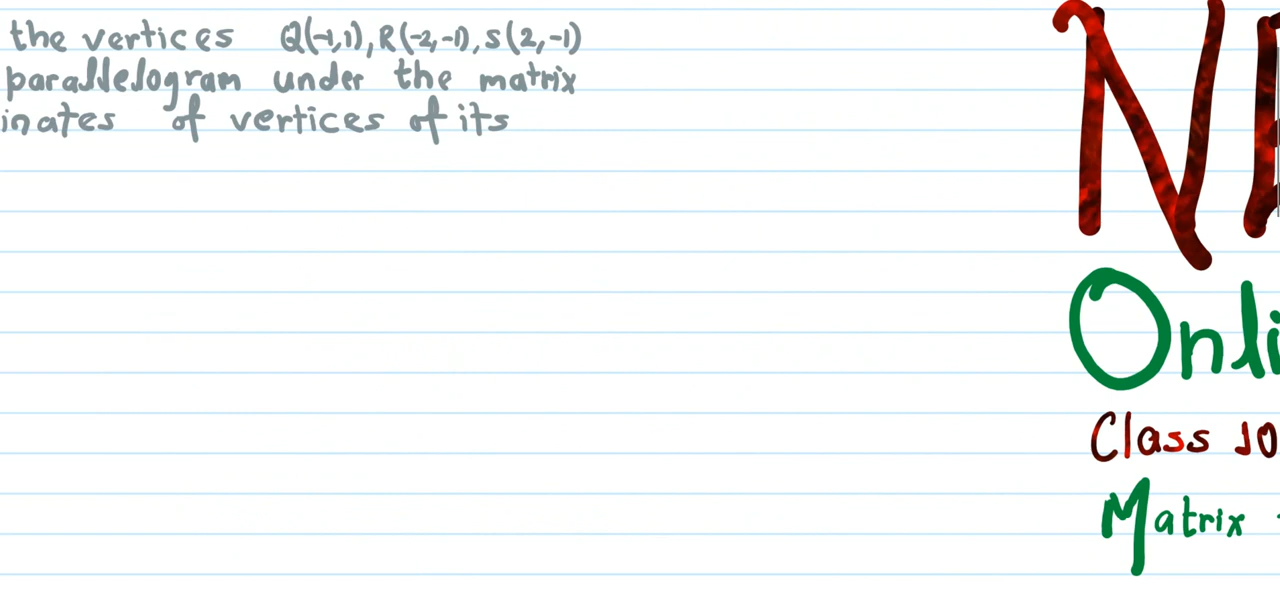 the vertices Q(-1,1), R(-2,-1), S(2,-1)
parallelogram under the matrix
inates of vertices of its
N
Onli
Class 10
Matrix